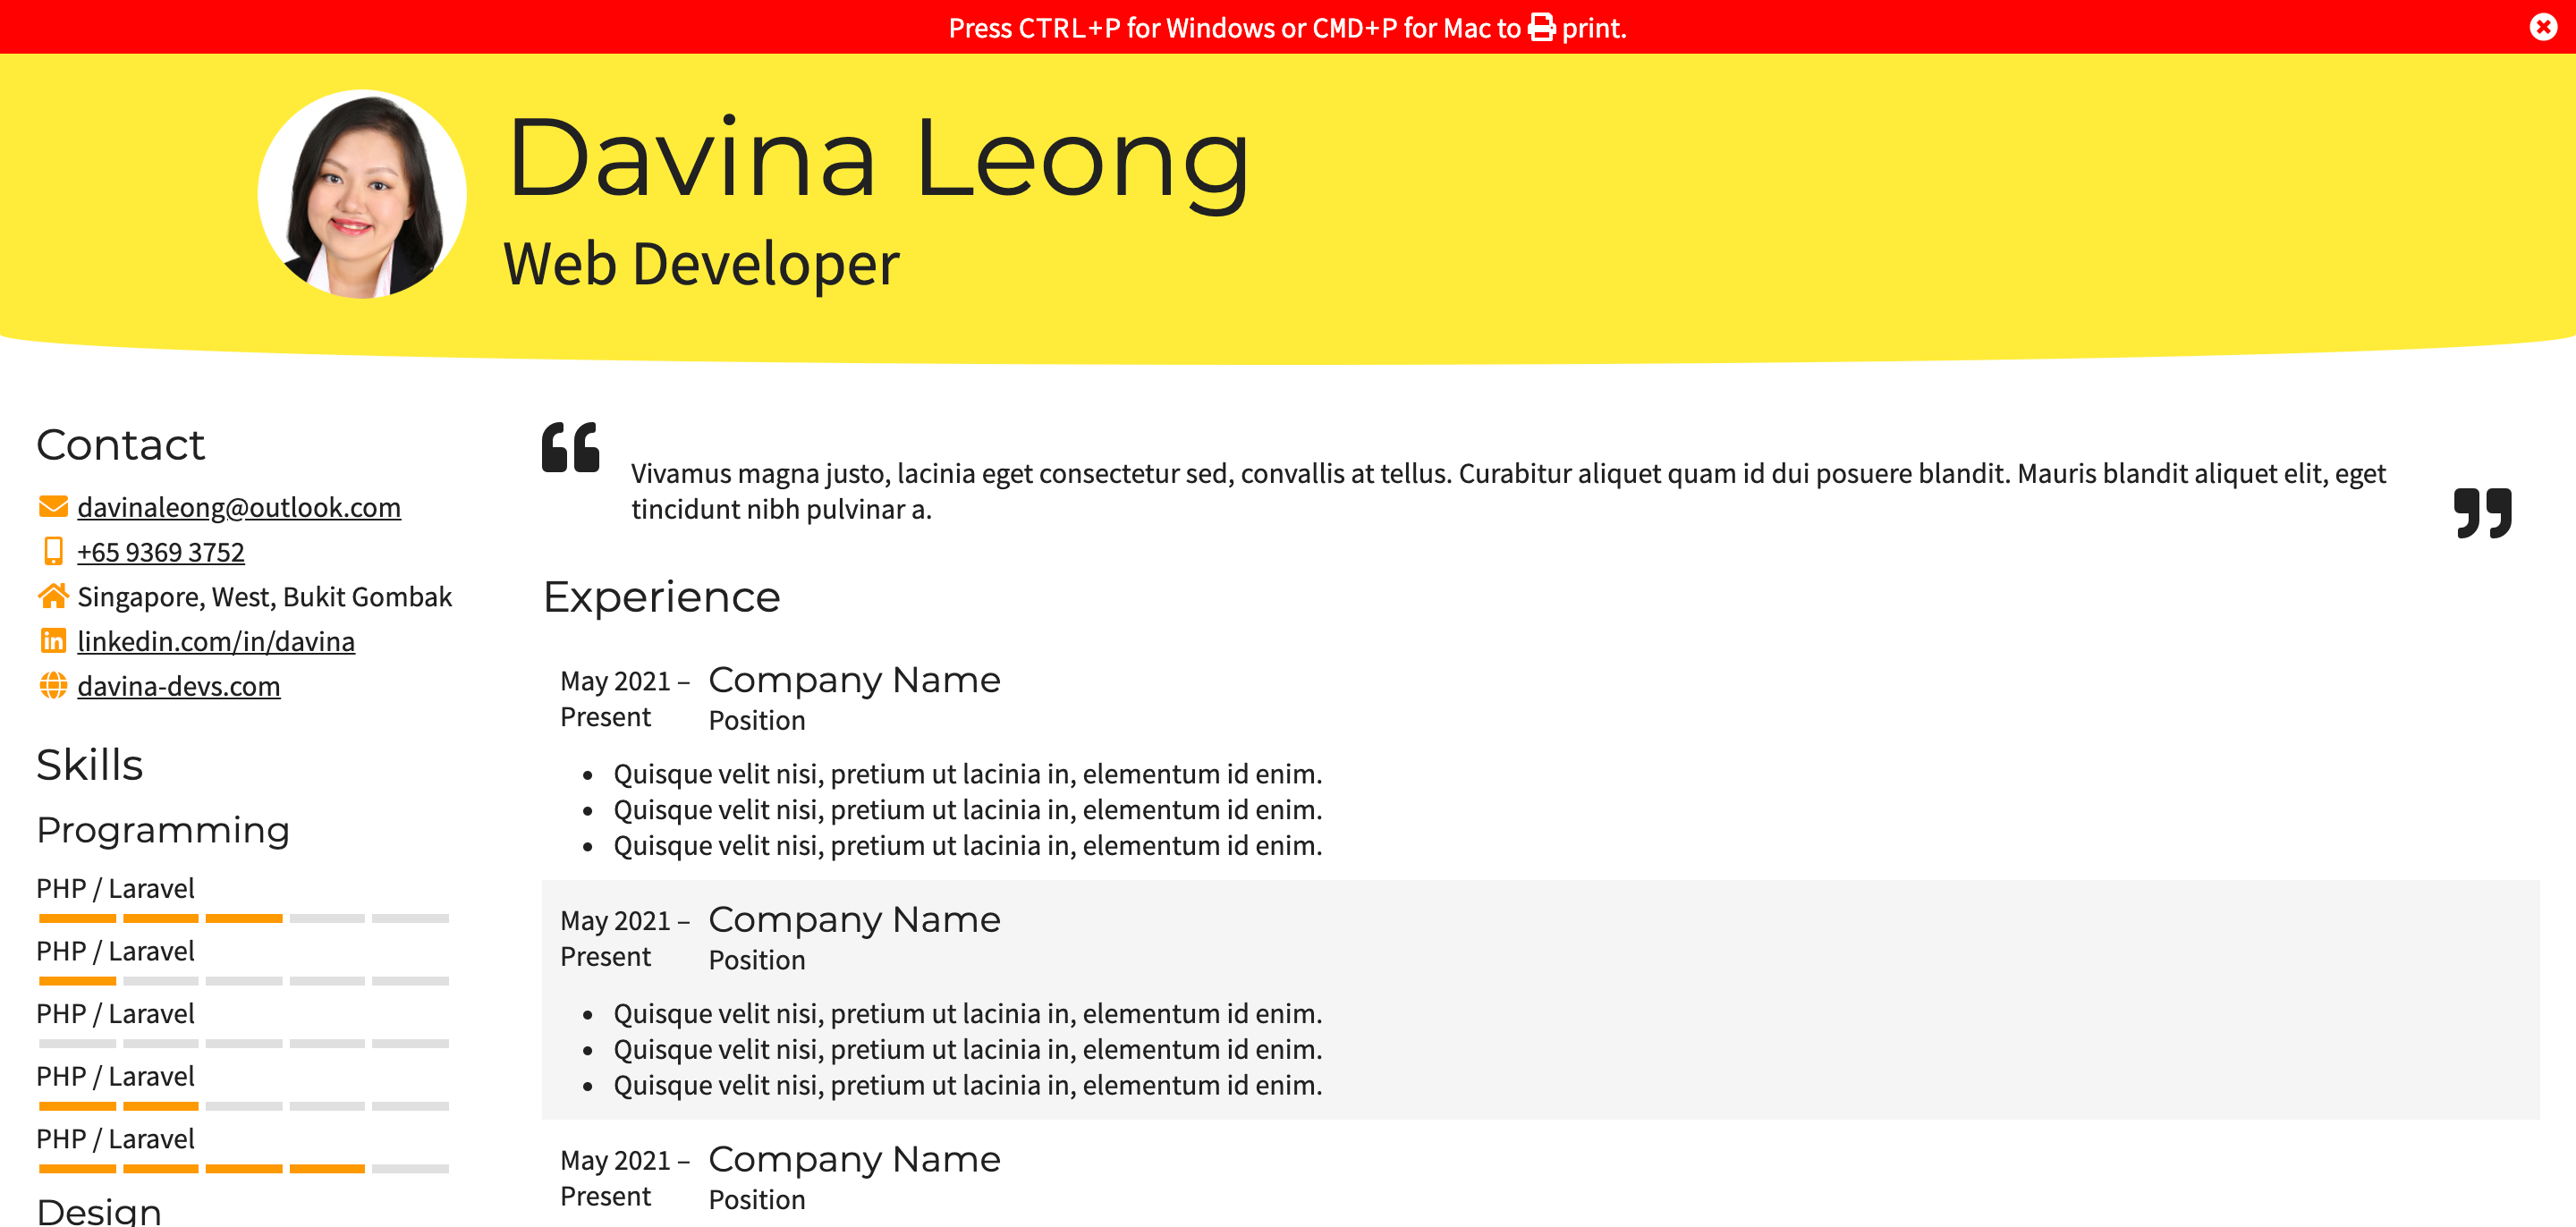 Press CTRL+P for Windows or CMD+P for Mac to print.
Davina Leong
Web Developer
Contact
davinaleong@outlook.com
+65 9369 3752
Singapore, West, Bukit Gombak
linkedin.com/in/davina
davina-devs.com
Skills
Programming
PHP / Laravel
PHP / Laravel
PHP / Laravel
PHP / Laravel
PHP / Laravel
Design
“
Vivamus magna justo, lacinia eget consectetur sed, convallis at tellus. Curabitur aliquet quam id dui posuere blandit. Mauris blandit aliquet elit, eget
tincidunt nibh pulvinar a.
”
Experience
May 2021 –
Present
Company Name
Position
• Quisque velit nisi, pretium ut lacinia in, elementum id enim.
• Quisque velit nisi, pretium ut lacinia in, elementum id enim.
• Quisque velit nisi, pretium ut lacinia in, elementum id enim.
May 2021 –
Present
Company Name
Position
• Quisque velit nisi, pretium ut lacinia in, elementum id enim.
• Quisque velit nisi, pretium ut lacinia in, elementum id enim.
• Quisque velit nisi, pretium ut lacinia in, elementum id enim.
May 2021 –
Present
Company Name
Position